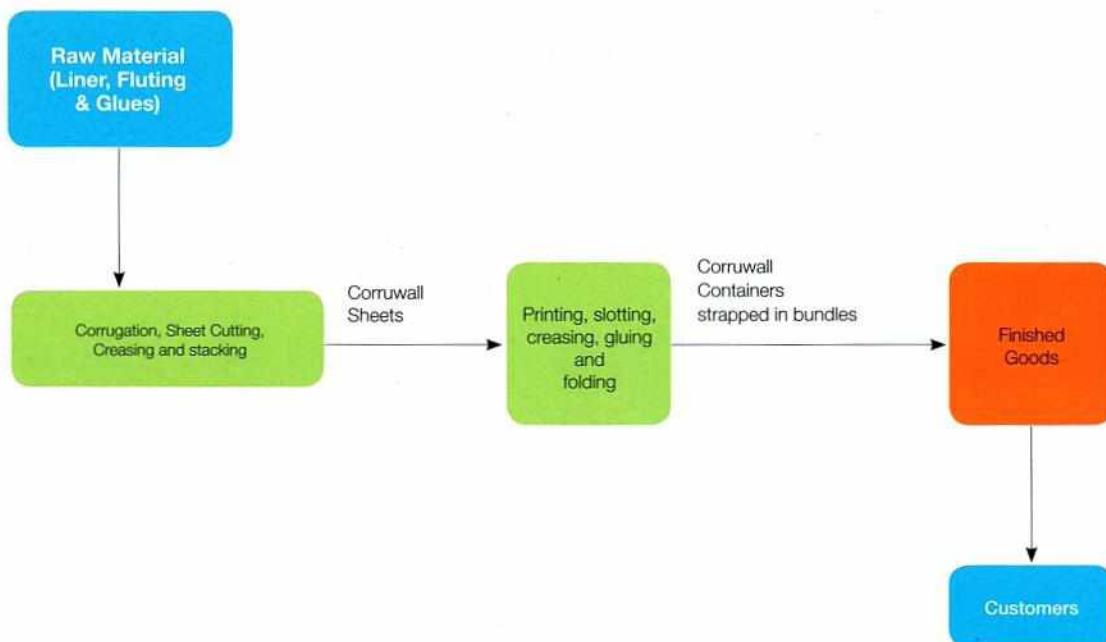 Raw Material
(Liner, Fluting
& Glues)
Corrugation, Sheet Cutting,
Creasing and stacking
Corruwall
Sheets
Printing, slotting,
creasing, gluing
and
folding
Corruwall
Containers
strapped in bundles
Finished
Goods
Customers